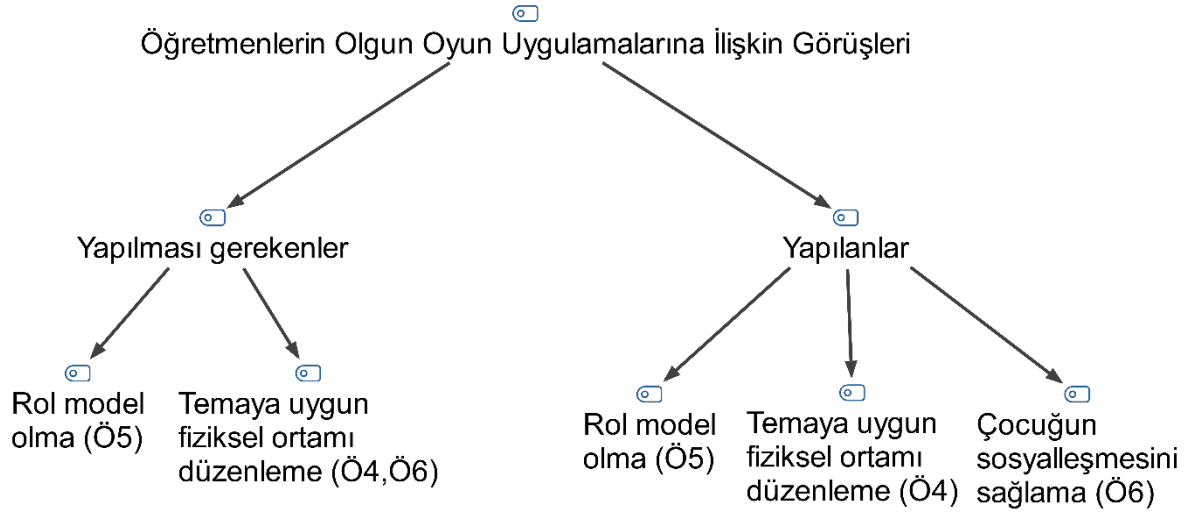 Öğretmenlerin Olgun Oyun Uygulamalarına İlişkin Görüşleri
Yapılması gerekenler
Yapılanlar
Rol model
olma (Ö5)
Temaya uygun
fiziksel ortamı
düzenleme (Ö4,Ö6)
Rol model
olma (Ö5)
Temaya uygun
fiziksel ortamı
düzenleme (Ö4)
Çocuğun
sosyalleşmesini
sağlama (Ö6)